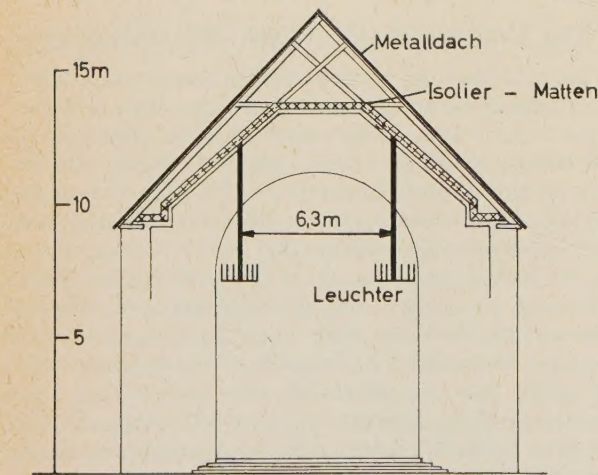 Metalldach
15m
Isolier - Matten
10
6,3m
Leuchter
5